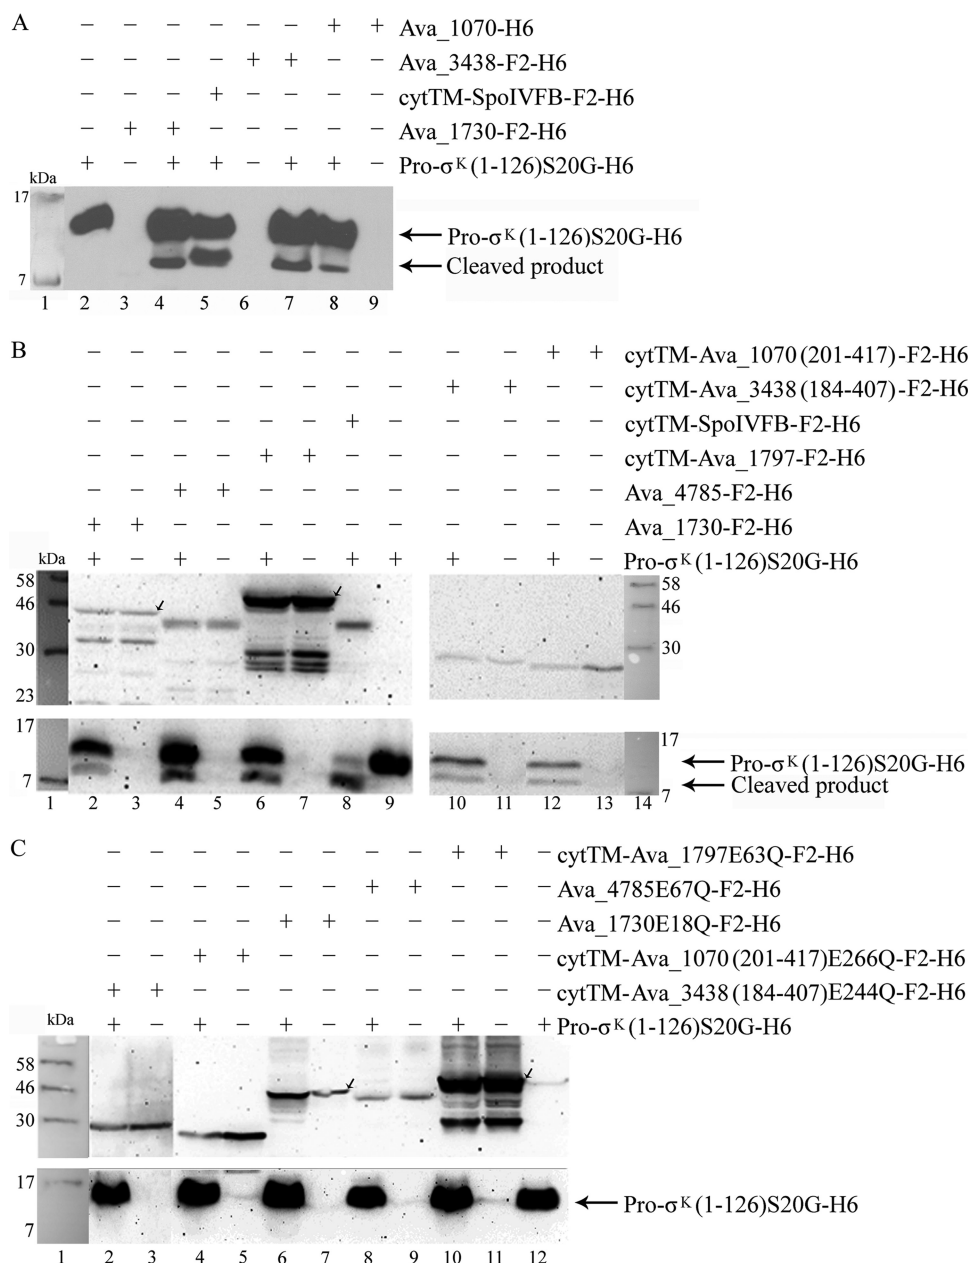 A
− − − − − − + + Ava_1070-H6
− − − − + + − − Ava_3438-F2-H6
− − − + − − − − cytTM-SpoIVFB-F2-H6
− + + − − − − − Ava_1730-F2-H6
+ − + + − + + − Pro-σᴷ(1-126)S20G-H6
kDa
17
Pro-σᴷ(1-126)S20G-H6
Cleaved product
7
1 2 3 4 5 6 7 8 9
B
− − − − − − − − − − + + cytTM-Ava_1070(201-417)-F2-H6
− − − − − − − − + + − − cytTM-Ava_3438(184-407)-F2-H6
− − − − − − + − − − − − cytTM-SpoIVFB-F2-H6
− − − − + + − − − − − − cytTM-Ava_1797-F2-H6
− − + + − − − − − − − − Ava_4785-F2-H6
+ + − − − − − − − − − − Ava_1730-F2-H6
kDa + − + − + − + + + − + − Pro-σᴷ(1-126)S20G-H6
58 58
46 46
30 30
23
17 17
Pro-σᴷ(1-126)S20G-H6
7 Cleaved product
7
1 2 3 4 5 6 7 8 9 10 11 12 13 14
C
− − − − − − − − + + − cytTM-Ava_1797E63Q-F2-H6
− − − − − − + + − − − Ava_4785E67Q-F2-H6
− − − − + + − − − − − Ava_1730E18Q-F2-H6
− − + + − − − − − − − cytTM-Ava_1070(201-417)E266Q-F2-H6
+ + − − − − − − − − − cytTM-Ava_3438(184-407)E244Q-F2-H6
kDa + − + − + − + − + − + Pro-σᴷ(1-126)S20G-H6
58
46
30
17
Pro-σᴷ(1-126)S20G-H6
7
1 2 3 4 5 6 7 8 9 10 11 12